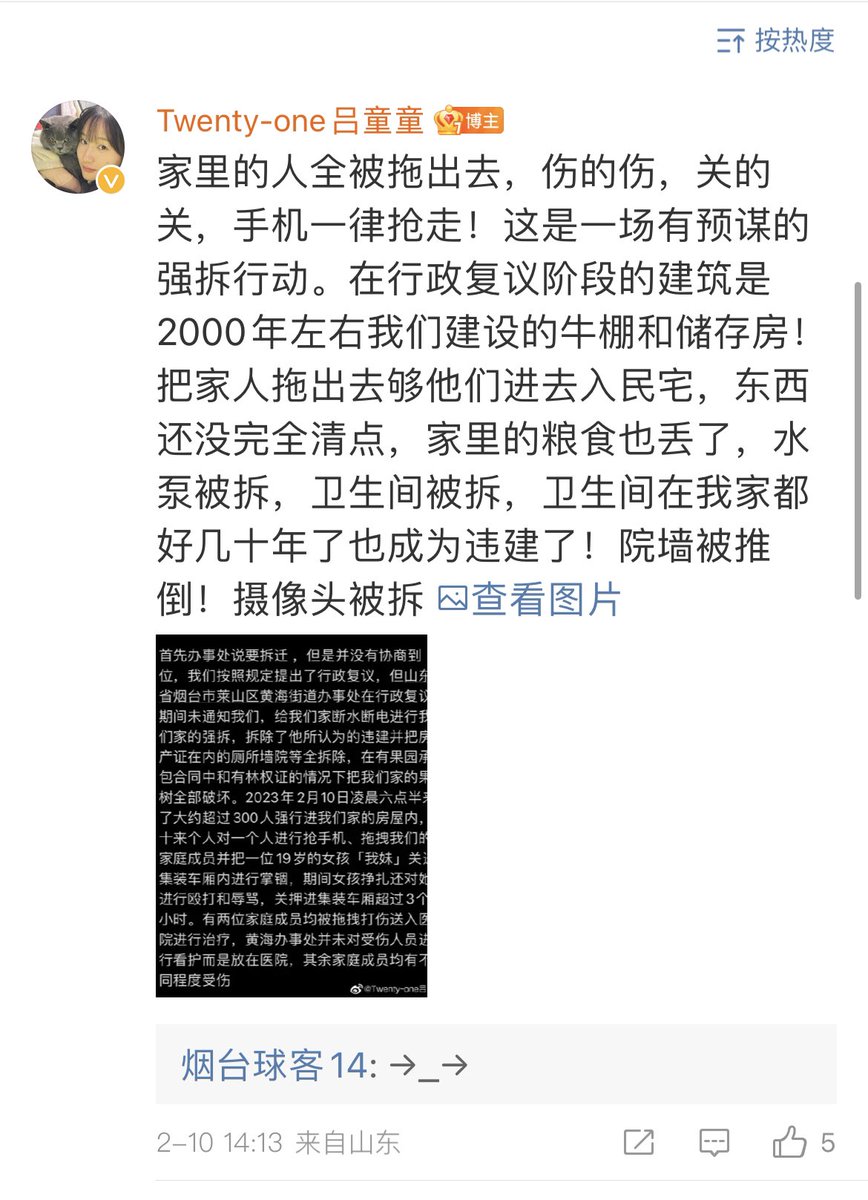 按热度
Twenty-one吕童童 博主
家里的人全被拖出去，伤的伤，关的
关，手机一律抢走！这是一场有预谋的
强拆行动。在行政复议阶段的建筑是
2000年左右我们建设的牛棚和储存房！
把家人拖出去够他们进去入民宅，东西
还没完全清点，家里的粮食也丢了，水
泵被拆，卫生间被拆，卫生间在我家都
好几十年了也成为违建了！院墙被推
倒！摄像头被拆 查看图片
首先办事处说要拆迁，但是并没有协商到
位，我们按照规定提出了行政复议，但山东
省烟台市莱山区黄海街道办事处在行政复议
期间未通知我们，给我们家断水断电进行我
们家的强拆，拆除了他所认为的违建并把房
产证在内的厕所墙院等全拆除，在有果园承
包合同中和有林权证的情况下把我们家的果
树全部破坏。2023年2月10日凌晨六点半来
了大约超过300人强行进我们家的房屋内，
十来个人对一个人进行抢手机、拖拽我们的
家庭成员并把一位19岁的女孩「我妹」关进
集装车厢内进行掌锢，期间女孩挣扎还对她
进行殴打和辱骂，关押进集装车厢超过3个
小时。有两位家庭成员均被拖拽打伤送入医
院进行治疗，黄海办事处并未对受伤人员进
行看护而是放在医院，其余家庭成员均有不
同程度受伤
@Twenty-one吕
烟台球客14: →_→
2-10 14:13 来自山东
5